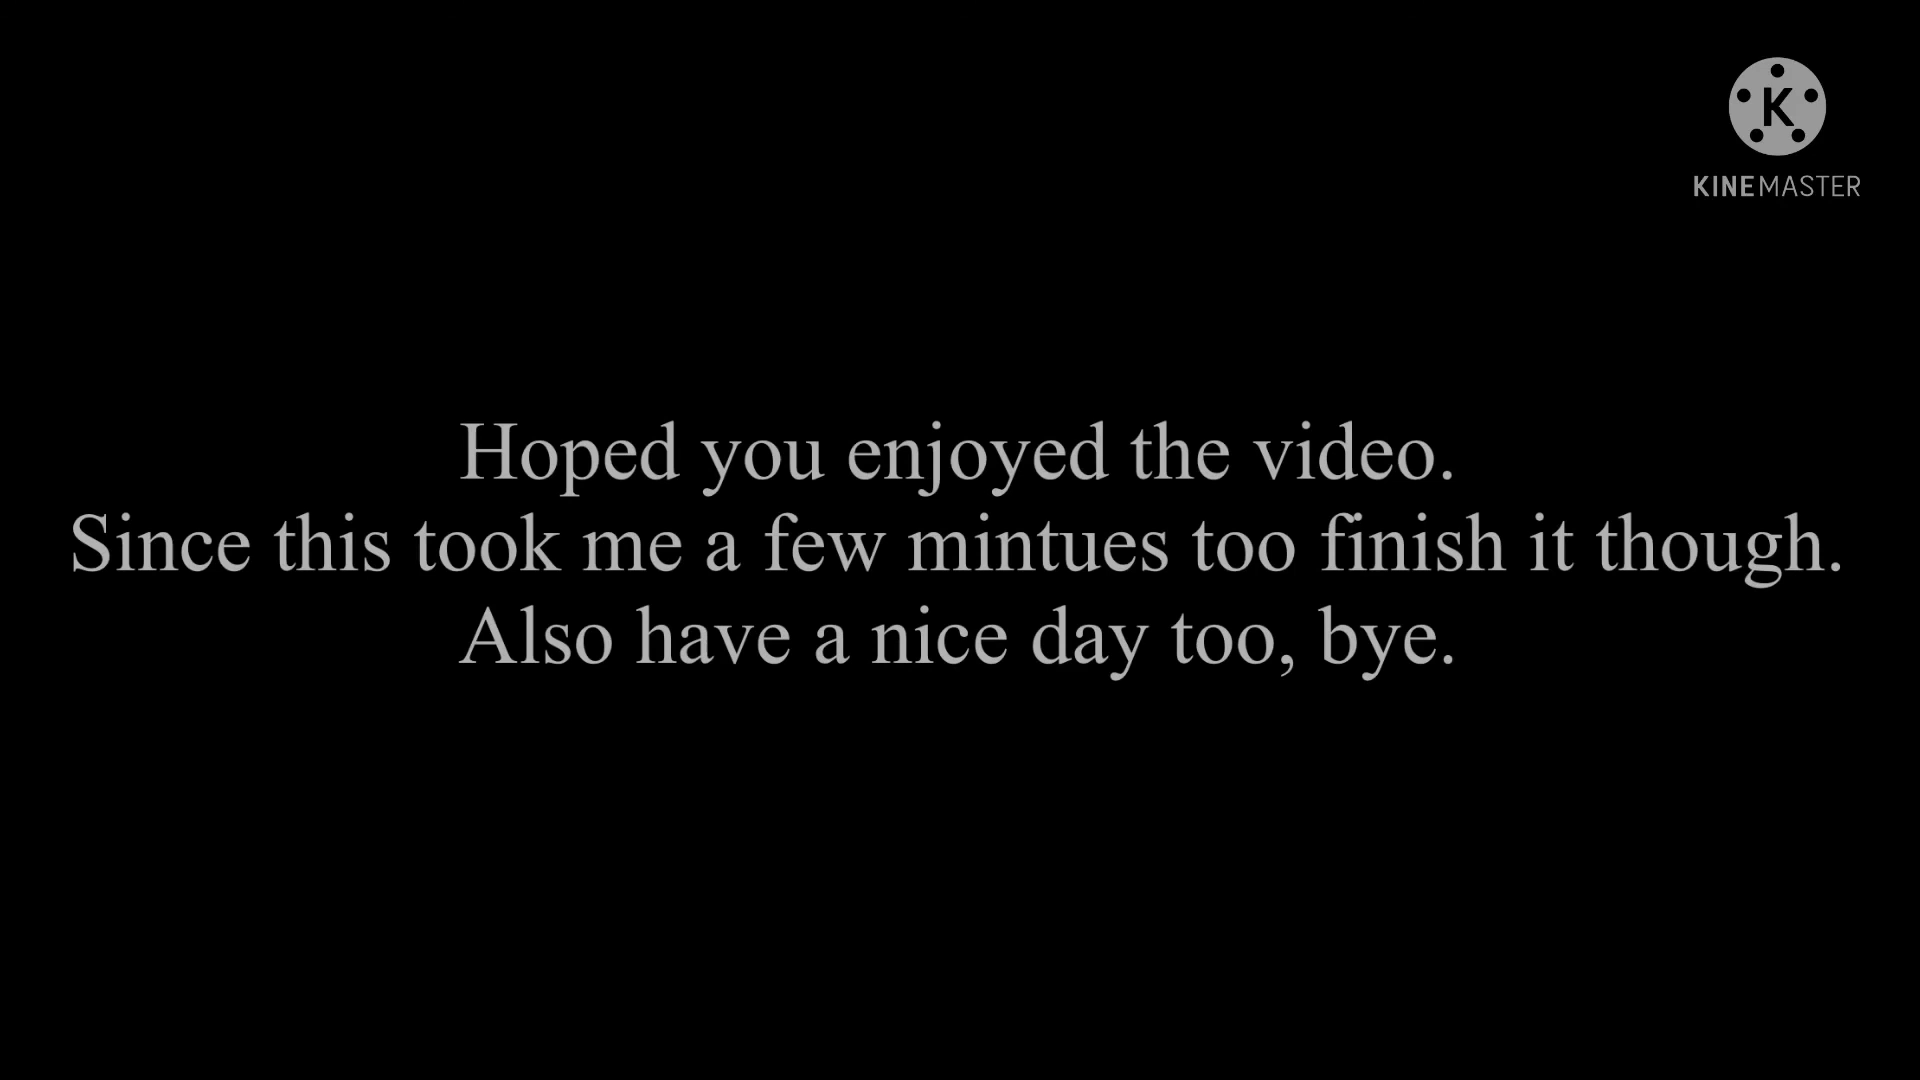 K
KINEMASTER
Hoped you enjoyed the video.
Since this took me a few mintues too finish it though.
Also have a nice day too, bye.